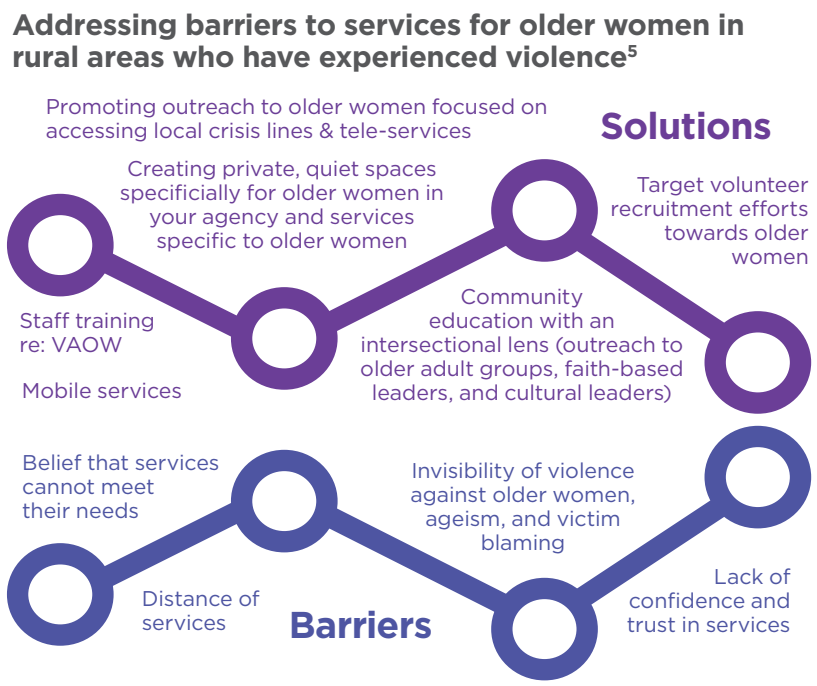 Addressing barriers to services for older women in
rural areas who have experienced violence5
Promoting outreach to older women focused on
accessing local crisis lines & tele-services
Solutions
Creating private, quiet spaces
specificially for older women in
your agency and services
specific to older women
Target volunteer
recruitment efforts
towards older
women
Staff training
re: VAOW
Mobile services
Community
education with an
intersectional lens (outreach to
older adult groups, faith-based
leaders, and cultural leaders)
Belief that services
cannot meet
their needs
Invisibility of violence
against older women,
ageism, and victim
blaming
Distance of
services
Barriers
Lack of
confidence and
trust in services